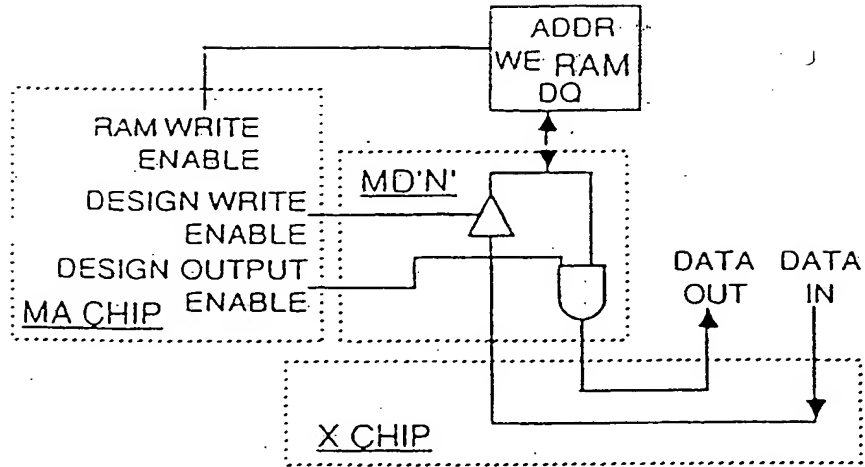 ADDR
WE RAM
DQ
RAM WRITE
ENABLE
DESIGN WRITE
ENABLE
DESIGN OUTPUT
ENABLE
MA CHIP
MD'N'
DATA
OUT
DATA
IN
X CHIP